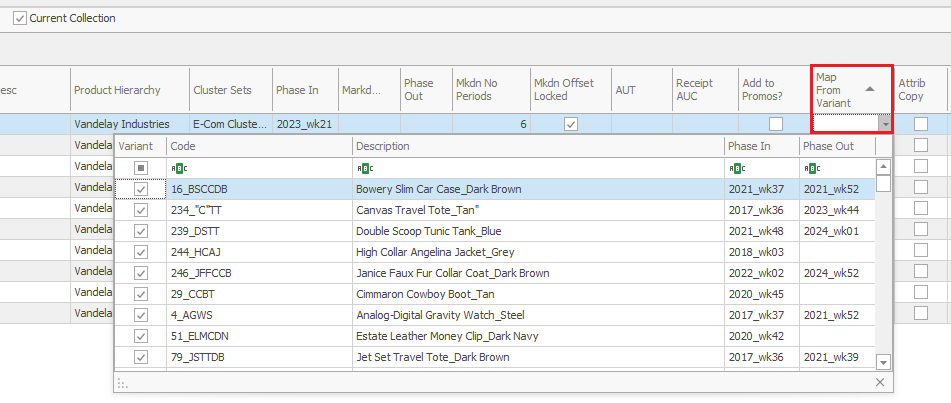 Current Collection
esc Product Hierarchy Cluster Sets Phase In Markd... Phase Out Mkdn No Periods Mkdn Offset Locked AUT Receipt AUC Add to Promos? Map From Variant Attrib Copy
Vandelay Industries E-Com Cluste... 2023_wk21 6
Vandela Variant Code Description Phase In Phase Out
Vandela ABC ABC ABC ABC
Vandela 16_BSCCDB Bowery Slim Car Case_Dark Brown 2021_wk37 2021_wk52
Vandela 234_"C"TT Canvas Travel Tote_Tan" 2017_wk36 2023_wk44
Vandela 239_DSTT Double Scoop Tunic Tank_Blue 2021_wk48 2024_wk01
Vandela 244_HCAJ High Collar Angelina Jacket_Grey 2018_wk03
Vandela 246_JFFCCB Janice Faux Fur Collar Coat_Dark Brown 2022_wk02 2024_wk52
Vandela 29_CCBT Cimmaron Cowboy Boot_Tan 2020_wk45
Vandela 4_AGWS Analog-Digital Gravity Watch_Steel 2017_wk37 2021_wk52
51_ELMCDN Estate Leather Money Clip_Dark Navy 2020_wk42
79_JSTTDB Jet Set Travel Tote_Dark Brown 2017_wk36 2021_wk39